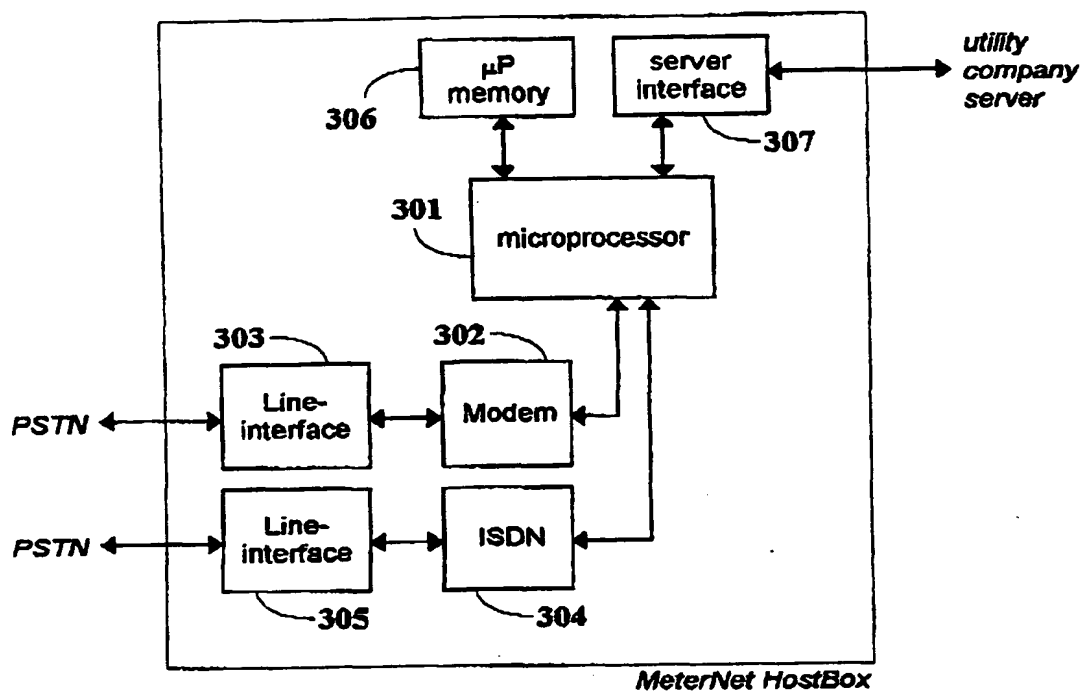 μP
memory
306
server
interface
307
utility
company
server
301
microprocessor
303
302
PSTN
Line-
interface
Modem
PSTN
Line-
interface
ISDN
305
304
MeterNet HostBox